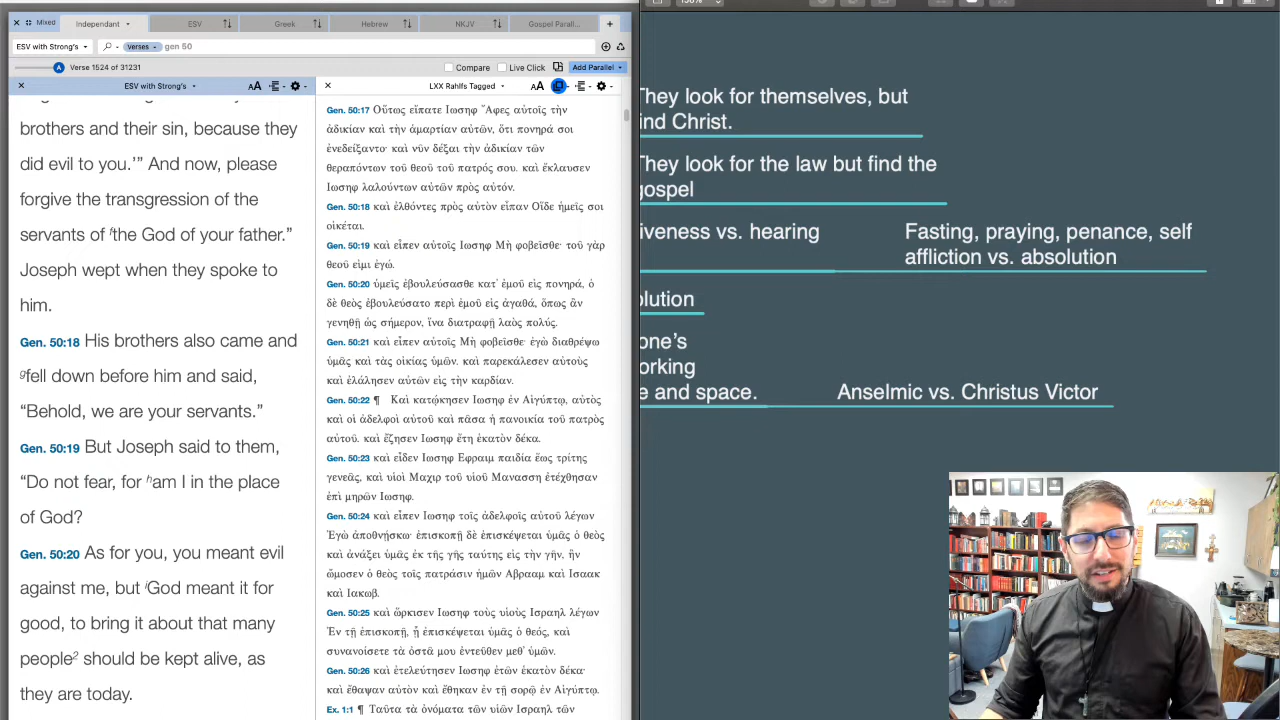 Mixed
Independant
ESV
Greek
Hebrew
NKJV
Gospel Parall...
+
ESV with Strong's
Verses
gen 50
A
Verse 1524 of 31231
Compare
Live Click
Add Parallel
ESV with Strong's
AA
LXX Rahlfs Tagged
AA
brothers and their sin, because they
did evil to you.’” And now, please
forgive the transgression of the
servants of fthe God of your father.”
Joseph wept when they spoke to
him.
Gen. 50:18 His brothers also came and
gfell down before him and said,
“Behold, we are your servants.”
Gen. 50:19 But Joseph said to them,
“Do not fear, for ham I in the place
of God?
Gen. 50:20 As for you, you meant evil
against me, but iGod meant it for
good, to bring it about that many
people2 should be kept alive, as
they are today.
Gen. 50:17 Οὕτως εἴπατε Ιωσηφ Ἄφες αὐτοῖς τὴν
ἀδικίαν καὶ τὴν ἁμαρτίαν αὐτῶν, ὅτι πονηρά σοι
ἐνεδείξαντο· καὶ νῦν δέξαι τὴν ἀδικίαν τῶν
θεραπόντων τοῦ θεοῦ τοῦ πατρός σου. καὶ ἔκλαυσεν
Ιωσηφ λαλούντων αὐτῶν πρὸς αὐτόν.
Gen. 50:18 καὶ ἐλθόντες πρὸς αὐτὸν εἶπαν Οἵδε ἡμεῖς σοι
οἰκέται.
Gen. 50:19 καὶ εἶπεν αὐτοῖς Ιωσηφ Μὴ φοβεῖσθε· τοῦ γὰρ
θεοῦ εἰμι ἐγώ.
Gen. 50:20 ὑμεῖς ἐβουλεύσασθε κατ᾽ ἐμοῦ εἰς πονηρά, ὁ
δὲ θεὸς ἐβουλεύσατο περὶ ἐμοῦ εἰς ἀγαθά, ὅπως ἂν
γενηθῇ ὡς σήμερον, ἵνα διατραφῇ λαὸς πολύς.
Gen. 50:21 καὶ εἶπεν αὐτοῖς Μὴ φοβεῖσθε· ἐγὼ διαθρέψω
ὑμᾶς καὶ τὰς οἰκίας ὑμῶν. καὶ παρεκάλεσεν αὐτοὺς
καὶ ἐλάλησεν αὐτῶν εἰς τὴν καρδίαν.
Gen. 50:22 ¶ Καὶ κατῴκησεν Ιωσηφ ἐν Αἰγύπτῳ, αὐτὸς
καὶ οἱ ἀδελφοὶ αὐτοῦ καὶ πᾶσα ἡ πανοικία τοῦ πατρὸς
αὐτοῦ. καὶ ἔζησεν Ιωσηφ ἔτη ἑκατὸν δέκα.
Gen. 50:23 καὶ εἶδεν Ιωσηφ Εφραιμ παιδία ἕως τρίτης
γενεᾶς, καὶ υἱοὶ Μαχιρ τοῦ υἱοῦ Μανασση ἐτέχθησαν
ἐπὶ μηρῶν Ιωσηφ.
Gen. 50:24 καὶ εἶπεν Ιωσηφ τοῖς ἀδελφοῖς αὐτοῦ λέγων
Ἐγὼ ἀποθνῄσκω· ἐπισκοπῇ δὲ ἐπισκέψεται ὑμᾶς ὁ θεὸς
καὶ ἀνάξει ὑμᾶς ἐκ τῆς γῆς ταύτης εἰς τὴν γῆν, ἣν
ὤμοσεν ὁ θεὸς τοῖς πατράσιν ἡμῶν Αβρααμ καὶ Ισαακ
καὶ Ιακωβ.
Gen. 50:25 καὶ ὥρκισεν Ιωσηφ τοὺς υἱοὺς Ισραηλ λέγων
Ἐν τῇ ἐπισκοπῇ, ᾗ ἐπισκέψεται ὑμᾶς ὁ θεός, καὶ
συνανοίσετε τὰ ὀστᾶ μου ἐντεῦθεν μεθ᾽ ὑμῶν.
Gen. 50:26 καὶ ἐτελεύτησεν Ιωσηφ ἐτῶν ἑκατὸν δέκα·
καὶ ἔθαψαν αὐτὸν καὶ ἔθηκαν ἐν τῇ σορῷ ἐν Αἰγύπτῳ.
Ex. 1:1 ¶ Ταῦτα τὰ ὀνόματα τῶν υἱῶν Ισραηλ τῶν
They look for themselves, but
ind Christ.
They look for the law but find the
gospel
iveness vs. hearing
Fasting, praying, penance, self
affliction vs. absolution
olution
one’s
orking
e and space.
Anselmic vs. Christus Victor